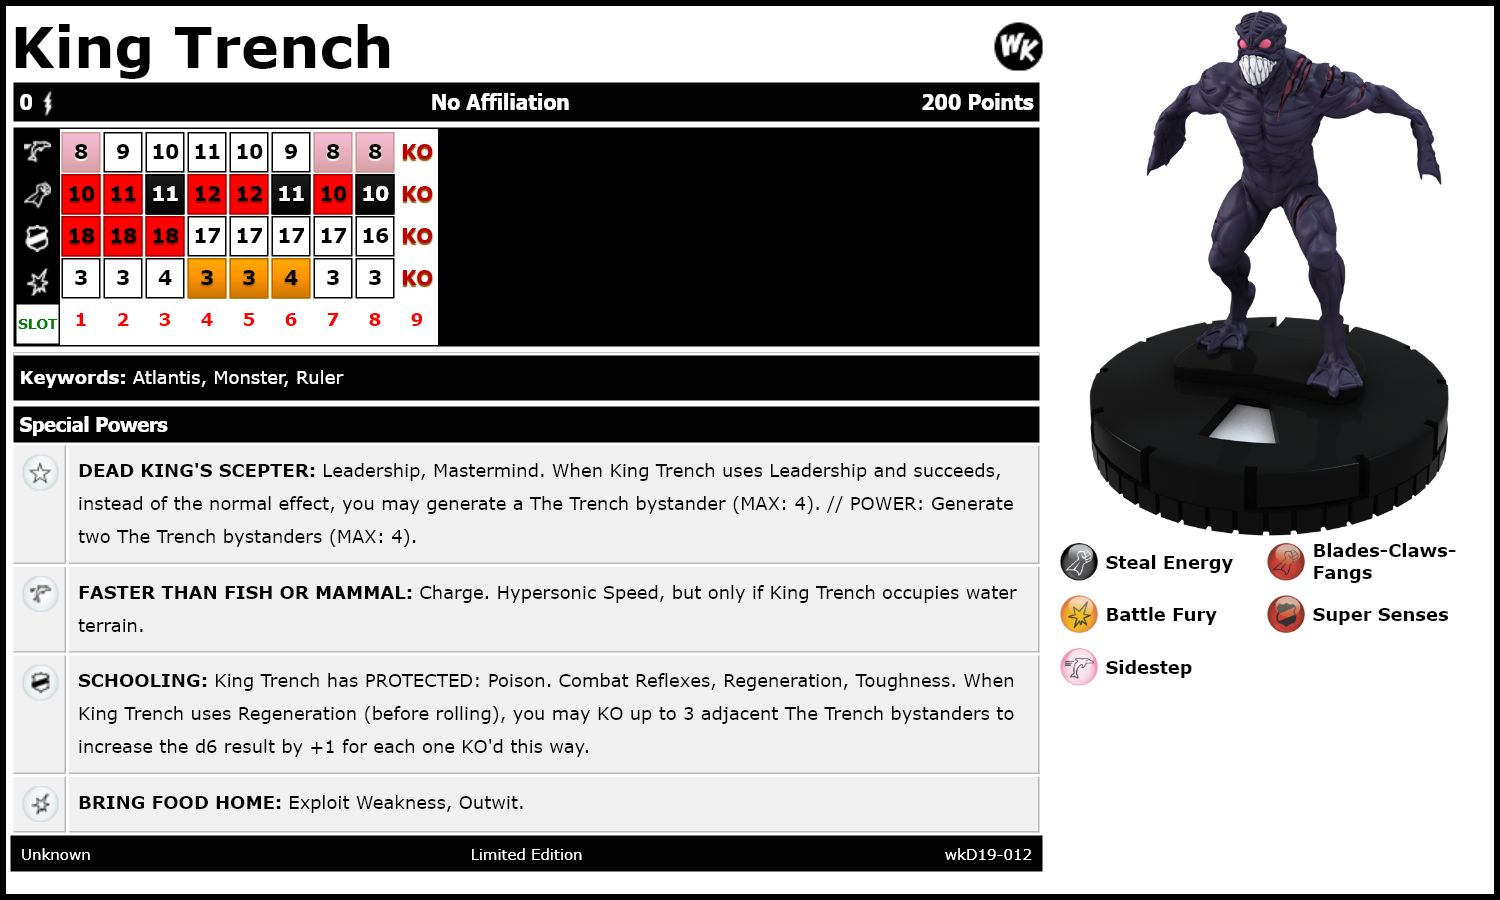 King Trench
WK
0 No Affiliation 200 Points
8 9 10 11 10 9 8 8 KO
10 11 11 12 12 11 10 10 KO
18 18 18 17 17 17 17 16 KO
3 3 4 3 3 4 3 3 KO
SLOT 1 2 3 4 5 6 7 8 9
Keywords: Atlantis, Monster, Ruler
Special Powers
DEAD KING'S SCEPTER: Leadership, Mastermind. When King Trench uses Leadership and succeeds,
instead of the normal effect, you may generate a The Trench bystander (MAX: 4). // POWER: Generate
two The Trench bystanders (MAX: 4).
FASTER THAN FISH OR MAMMAL: Charge. Hypersonic Speed, but only if King Trench occupies water
terrain.
SCHOOLING: King Trench has PROTECTED: Poison. Combat Reflexes, Regeneration, Toughness. When
King Trench uses Regeneration (before rolling), you may KO up to 3 adjacent The Trench bystanders to
increase the d6 result by +1 for each one KO'd this way.
BRING FOOD HOME: Exploit Weakness, Outwit.
Unknown Limited Edition wkD19-012
Steal Energy
Blades-Claws-
Fangs
Battle Fury
Super Senses
Sidestep